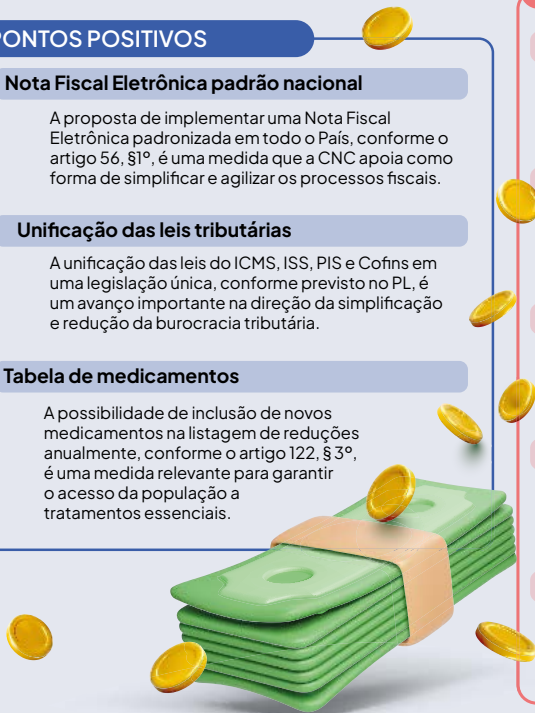 PONTOS POSITIVOS
Nota Fiscal Eletrônica padrão nacional
A proposta de implementar uma Nota Fiscal
Eletrônica padronizada em todo o País, conforme o
artigo 56, §1º, é uma medida que a CNC apoia como
forma de simplificar e agilizar os processos fiscais.
Unificação das leis tributárias
A unificação das leis do ICMS, ISS, PIS e Cofins em
uma legislação única, conforme previsto no PL, é
um avanço importante na direção da simplificação
e redução da burocracia tributária.
Tabela de medicamentos
A possibilidade de inclusão de novos
medicamentos na listagem de reduções
anualmente, conforme o artigo 122, § 3º,
é uma medida relevante para garantir
o acesso da população a
tratamentos essenciais.